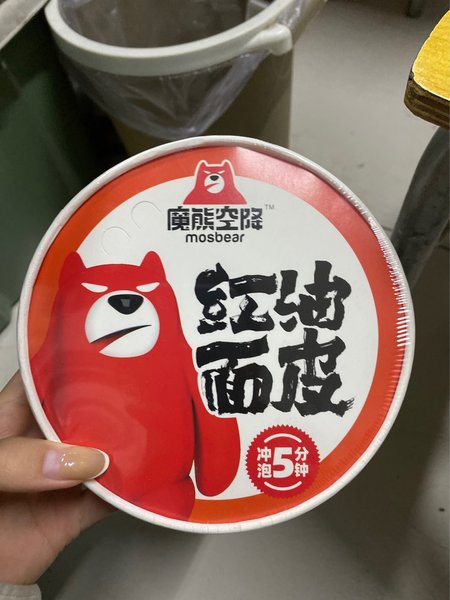 魔熊空降™
mosbear
红油
面皮
冲泡5分钟